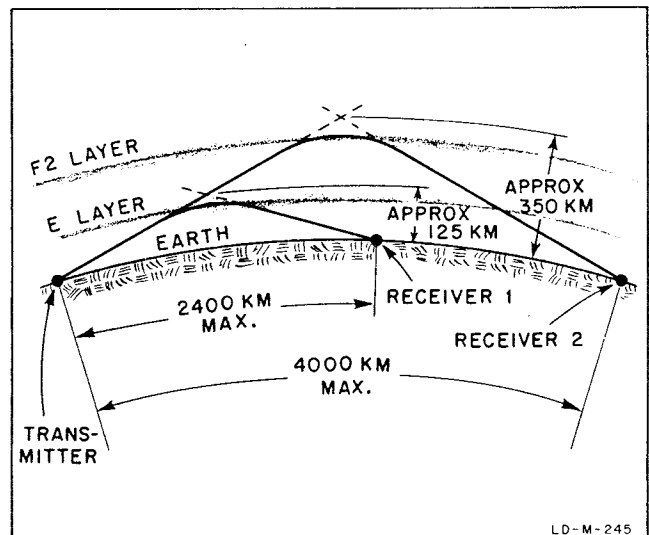 F2 LAYER
E LAYER
EARTH
APPROX
350 KM
APPROX
125 KM
2400 KM
MAX.
RECEIVER 1
RECEIVER 2
4000 KM
MAX.
TRANS-
MITTER
LD-M-245